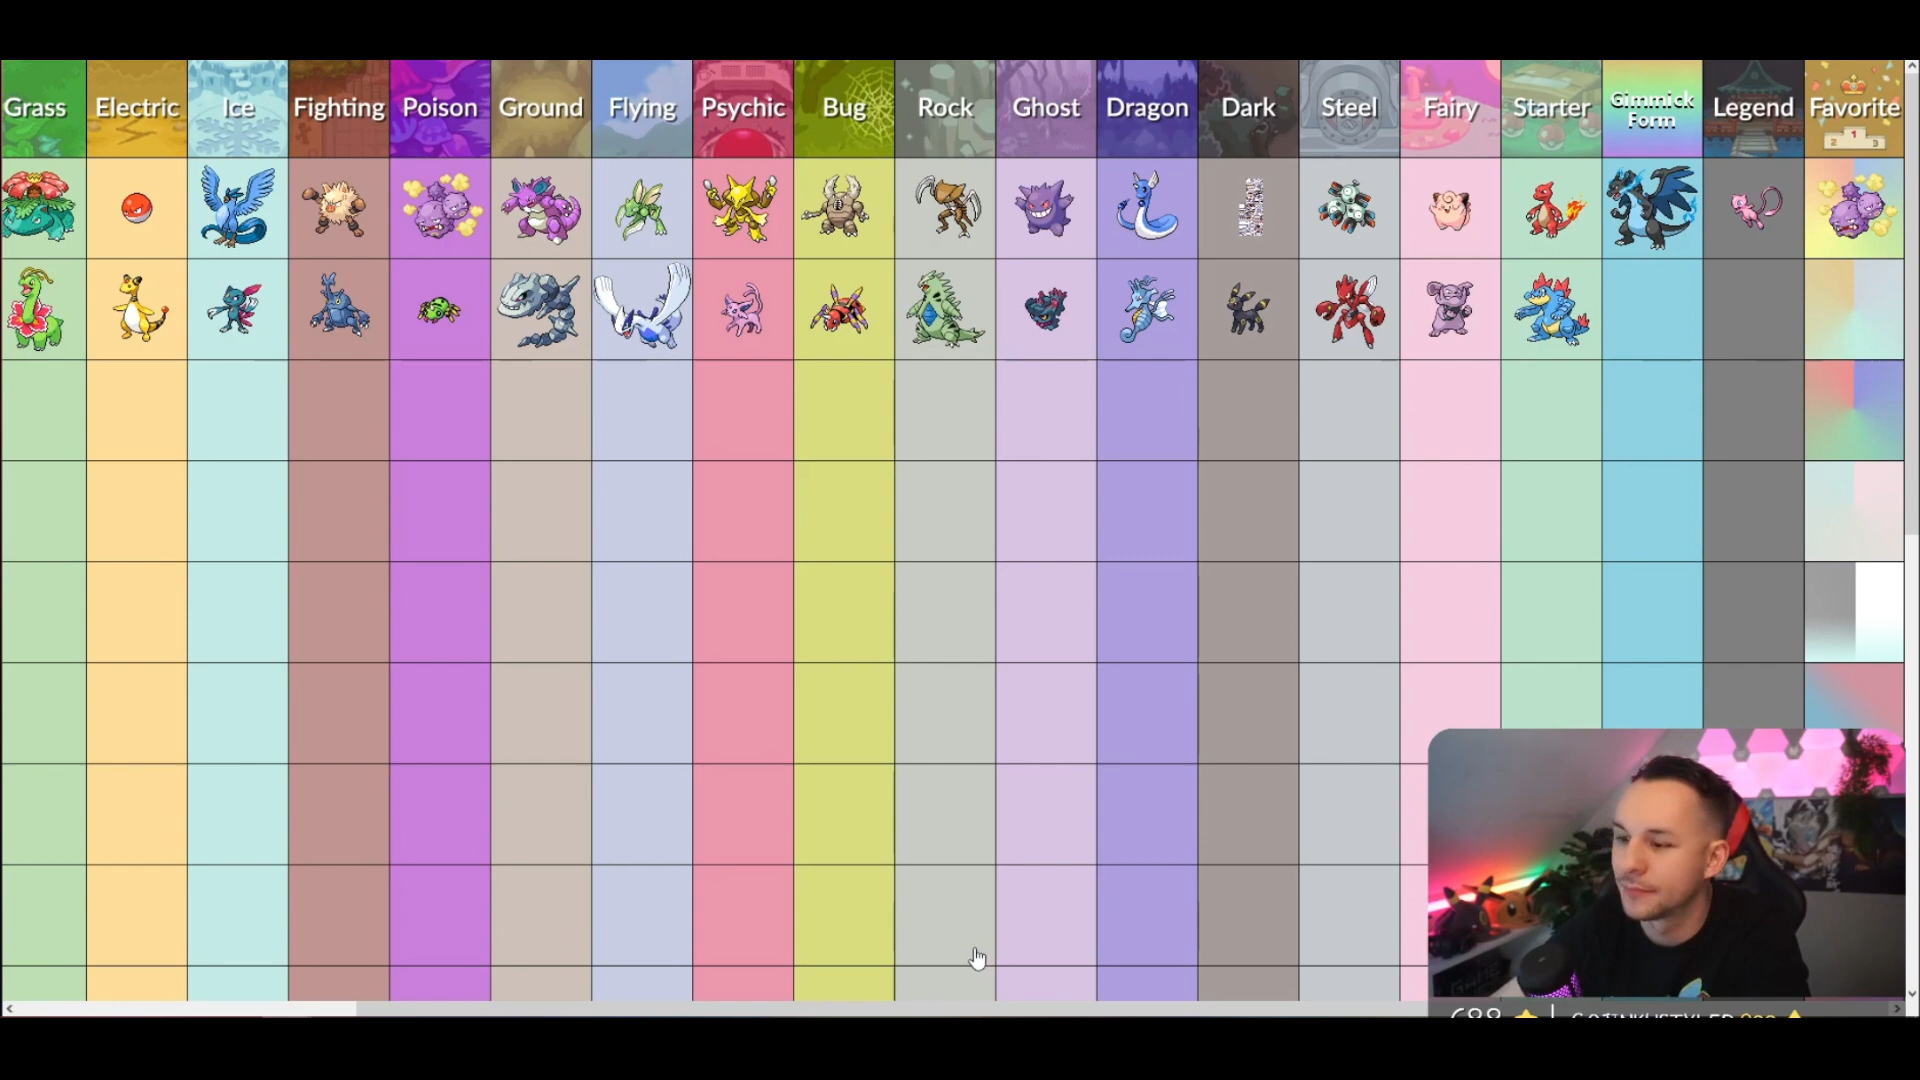 Grass Electric Ice Fighting Poison Ground Flying Psychic Bug Rock Ghost Dragon Dark Steel Fairy Starter Gimmick Form Legend Favorite